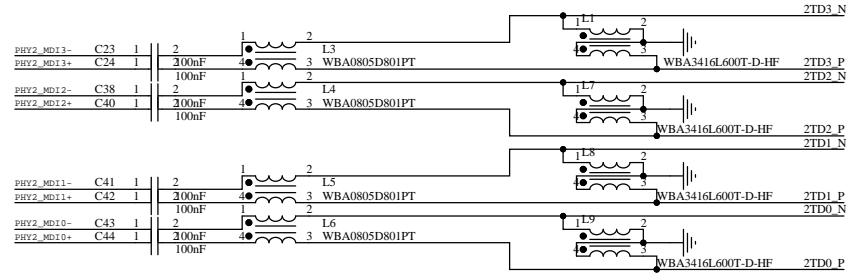 2TD3_N
1 2 L3 1 L1 2
PHY2_MDI3- C23 1 2
PHY2_MDI3+ C24 1 2 100nF 4 3 WBA0805D801PT 4 3 WBA3416L600T-D-HF 2TD3_P
100nF 1 2 2TD2_N
L4 1 L7 2
PHY2_MDI2- C38 1 2
PHY2_MDI2+ C40 1 2 100nF 4 3 WBA0805D801PT 4 3
100nF WBA3416L600T-D-HF 2TD2_P
2TD1_N
1 2 L5 1 L8 2
PHY2_MDI1- C41 1 2
PHY2_MDI1+ C42 1 2 100nF 4 3 WBA0805D801PT 4 3 WBA3416L600T-D-HF 2TD1_P
100nF 1 2 2TD0_N
L6 1 L9 2
PHY2_MDI0- C43 1 2
PHY2_MDI0+ C44 1 2 100nF 4 3 WBA0805D801PT 4 3
100nF WBA3416L600T-D-HF 2TD0_P